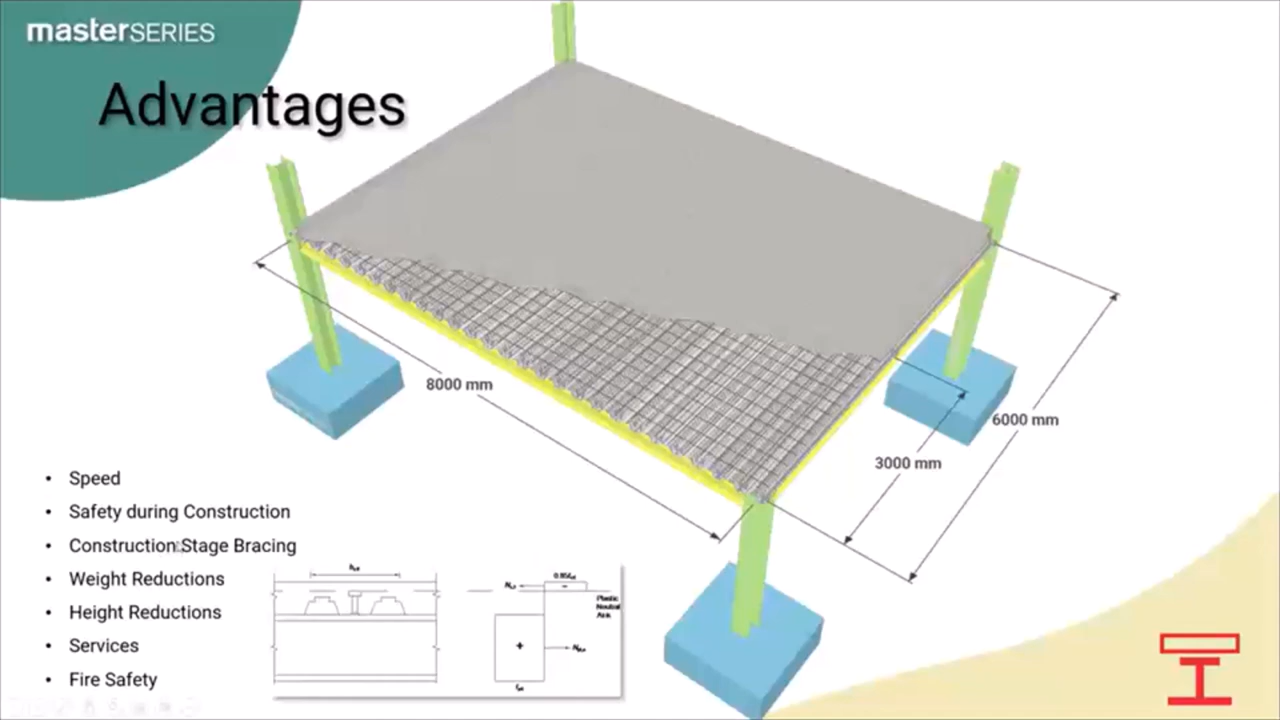 masterSERIES
Advantages
8000 mm
6000 mm
3000 mm
• Speed
• Safety during Construction
• Construction Stage Bracing
• Weight Reductions
• Height Reductions
• Services
• Fire Safety
Plastic
Neutral
Axis